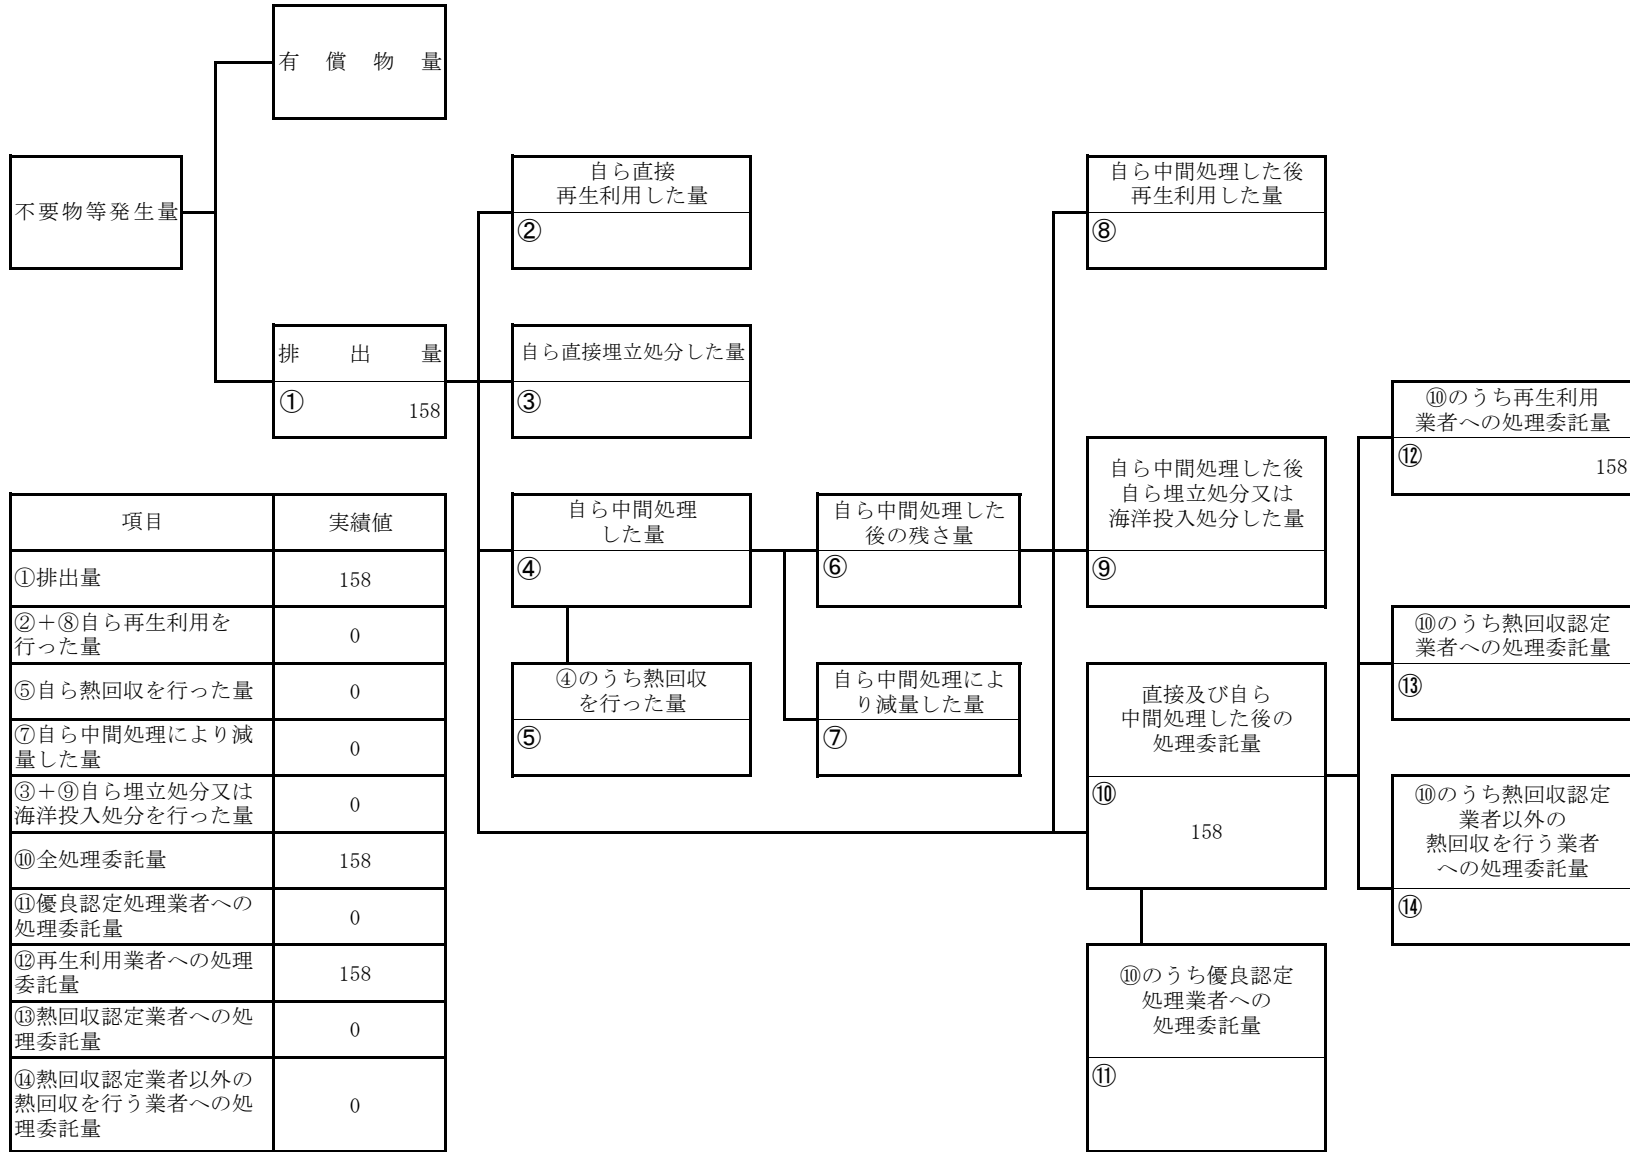 有償物量
不要物等発生量
排出量
①
158
自ら直接
再生利用した量
②
自ら直接埋立処分した量
③
自ら中間処理
した量
④
④のうち熱回収
を行った量
⑤
自ら中間処理した
後の残さ量
⑥
自ら中間処理によ
り減量した量
⑦
自ら中間処理した後
再生利用した量
⑧
自ら中間処理した後
自ら埋立処分又は
海洋投入処分した量
⑨
直接及び自ら
中間処理した後の
処理委託量
⑩
158
⑩のうち優良認定
処理業者への
処理委託量
⑪
⑩のうち再生利用
業者への処理委託量
⑫
158
⑩のうち熱回収認定
業者への処理委託量
⑬
⑩のうち熱回収認定
業者以外の
熱回収を行う業者
への処理委託量
⑭
項目 実績値
①排出量 158
②+⑧自ら再生利用を
行った量 0
⑤自ら熱回収を行った量 0
⑦自ら中間処理により減
量した量 0
③+⑨自ら埋立処分又は
海洋投入処分を行った量 0
⑩全処理委託量 158
⑪優良認定処理業者への
処理委託量 0
⑫再生利用業者への処理
委託量 158
⑬熱回収認定業者への処
理委託量 0
⑭熱回収認定業者以外の
熱回収を行う業者への処
理委託量 0